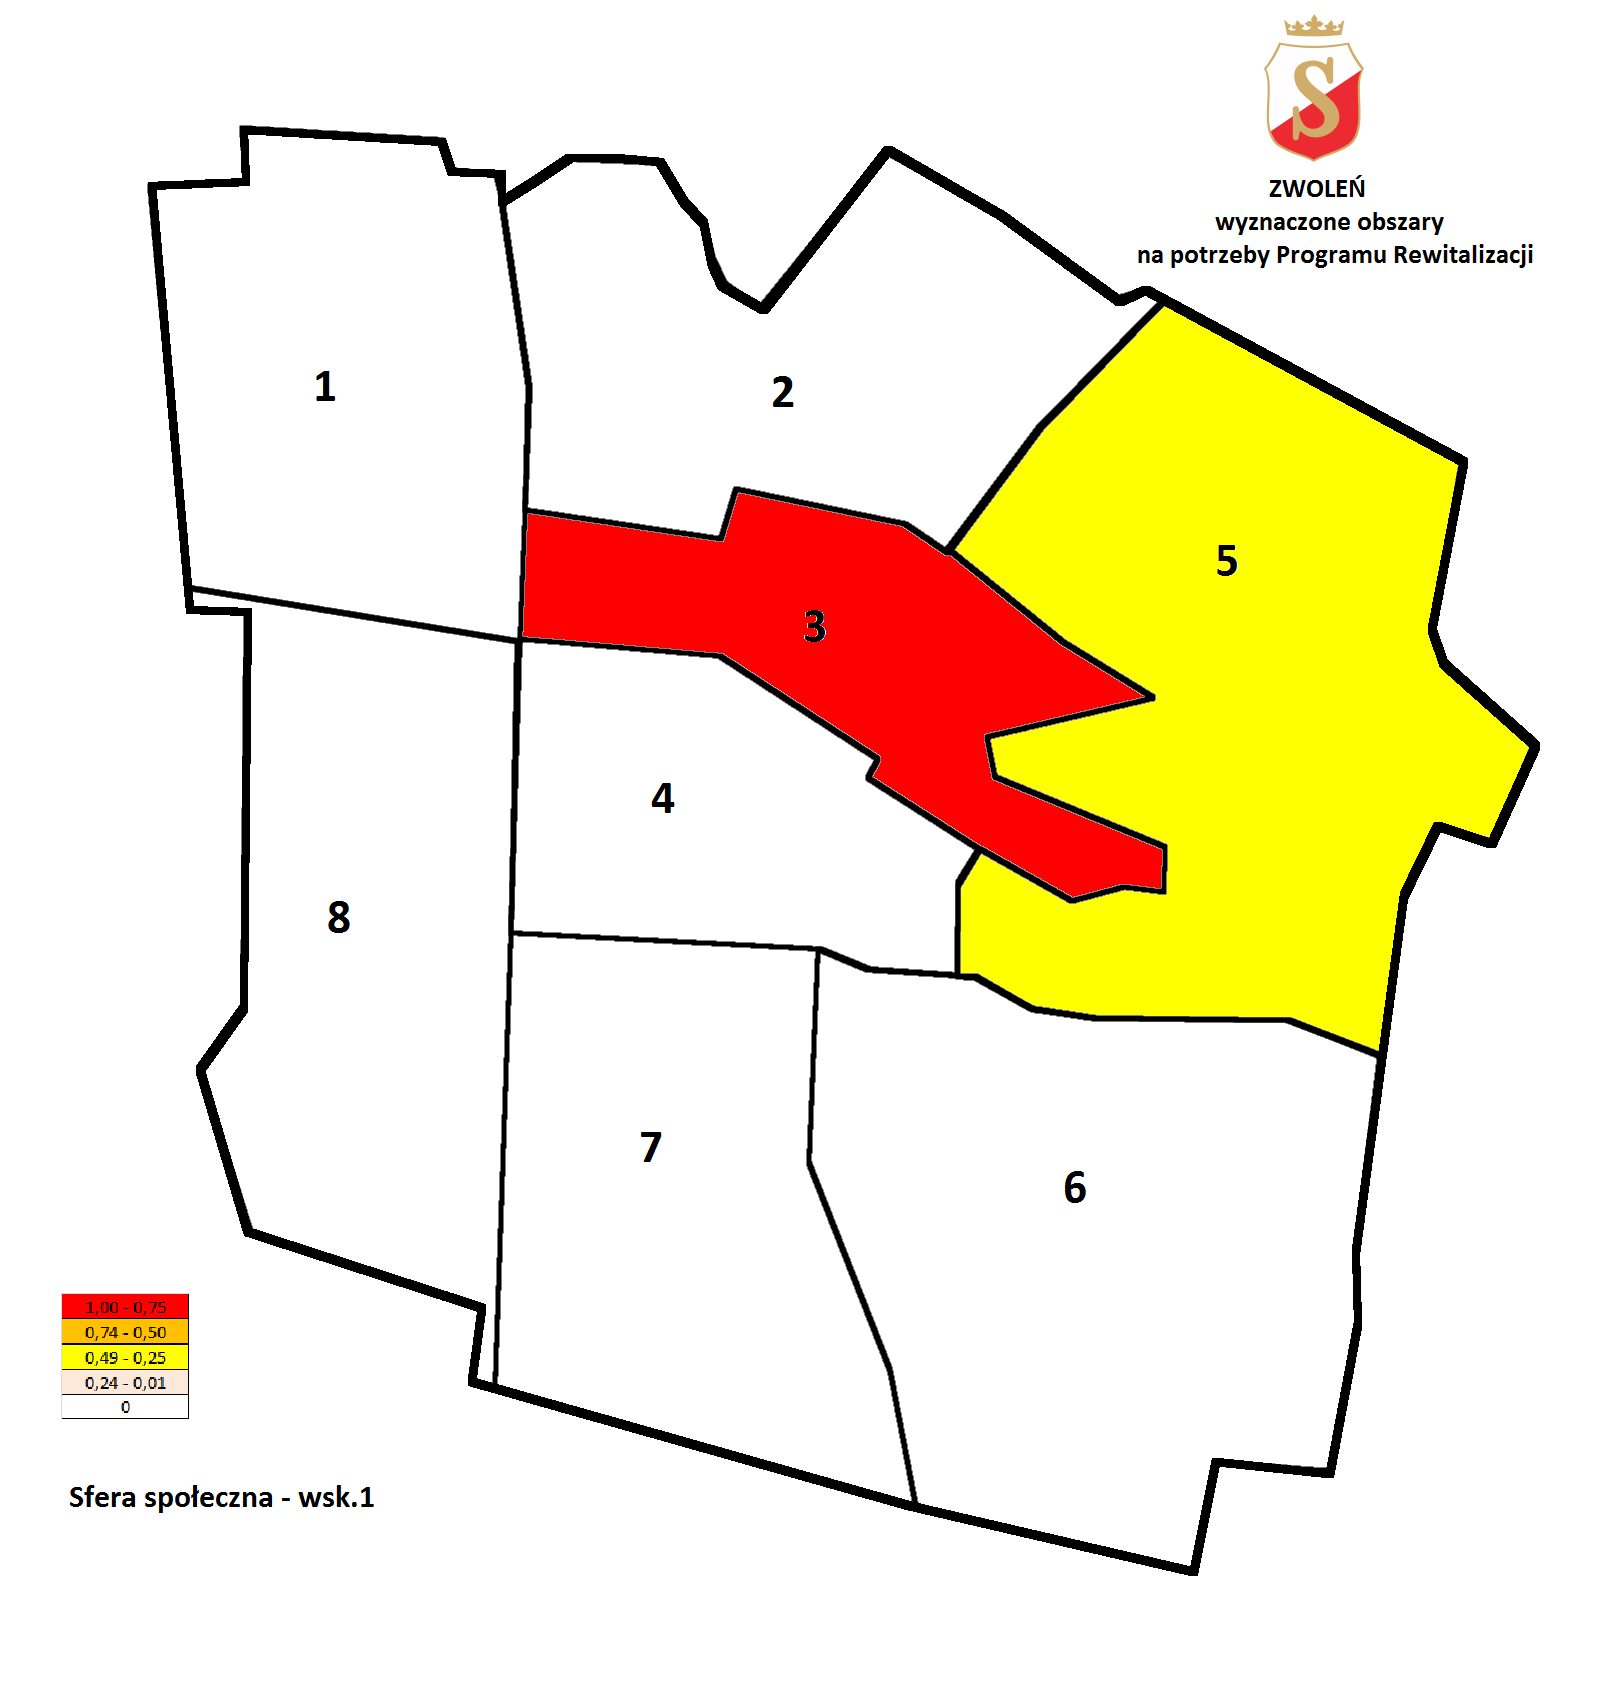 S
ZWOLEŃ
wyznaczone obszary
na potrzeby Programu Rewitalizacji
1
2
5
3
4
8
7
6
1,00 - 0,75
0,74 - 0,50
0,49 - 0,25
0,24 - 0,01
0
Sfera społeczna - wsk.1